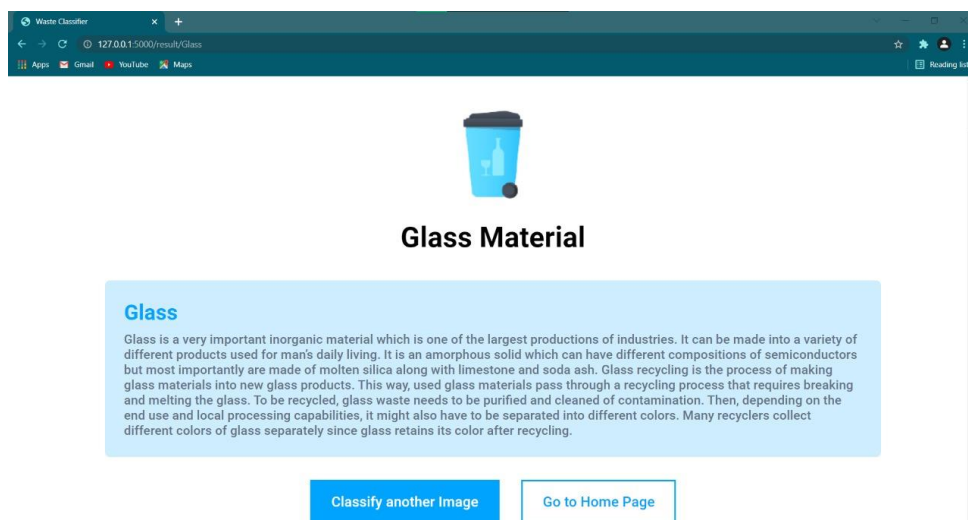 Waste Classifier
127.0.0.1:5000/result/Glass
Apps Gmail YouTube Maps Reading list
Glass Material
Glass
Glass is a very important inorganic material which is one of the largest productions of industries. It can be made into a variety of
different products used for man's daily living. It is an amorphous solid which can have different compositions of semiconductors
but most importantly are made of molten silica along with limestone and soda ash. Glass recycling is the process of making
glass materials into new glass products. This way, used glass materials pass through a recycling process that requires breaking
and melting the glass. To be recycled, glass waste needs to be purified and cleaned of contamination. Then, depending on the
end use and local processing capabilities, it might also have to be separated into different colors. Many recyclers collect
different colors of glass separately since glass retains its color after recycling.
Classify another Image Go to Home Page